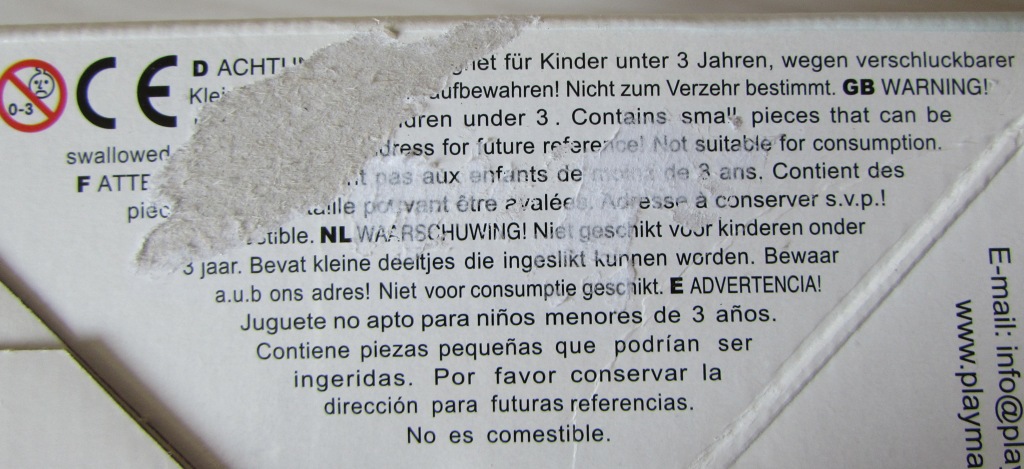 0-3 CE D ACHTU gnet für Kinder unter 3 Jahren, wegen verschluckbarer
Klei aufbewahren! Nicht zum Verzehr bestimmt. GB WARNING!
dren under 3. Contains small pieces that can be
swallowed dress for future reference! Not suitable for consumption.
F ATTE t pas aux enfants de moins de 3 ans. Contient des
pièc taille pouvant être avalées. Adresse à conserver s.v.p.!
stible. NL WAARSCHUWING! Niet geschikt voor kinderen onder
3 jaar. Bevat kleine deeltjes die ingeslikt kunnen worden. Bewaar
a.u.b ons adres! Niet voor consumptie geschikt. E ADVERTENCIA!
Juguete no apto para niños menores de 3 años.
Contiene piezas pequeñas que podrían ser
ingeridas. Por favor conservar la
dirección para futuras referencias.
No es comestible.
E-mail: info@pla
www.playma